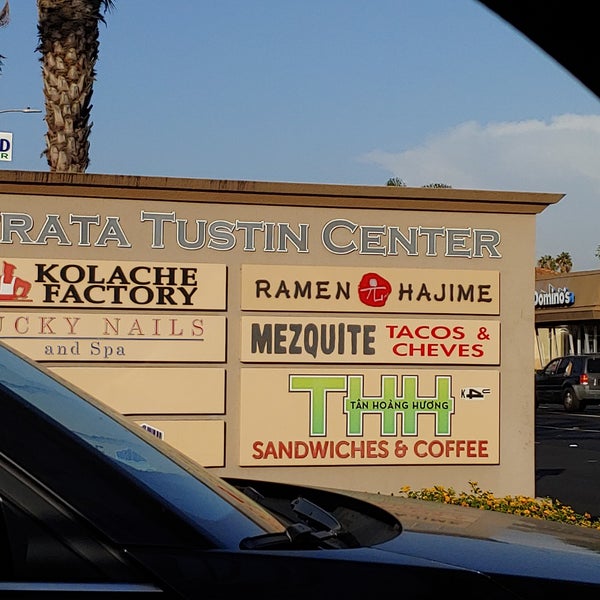 RATA TUSTIN CENTER
KOLACHE
FACTORY
UCKY NAILS
and Spa
RAMEN HAJIME
MEZQUITE TACOS &
CHEVES
THH
TÂN HOÀNG HƯƠNG
SANDWICHES & COFFEE
Domino's
D
R